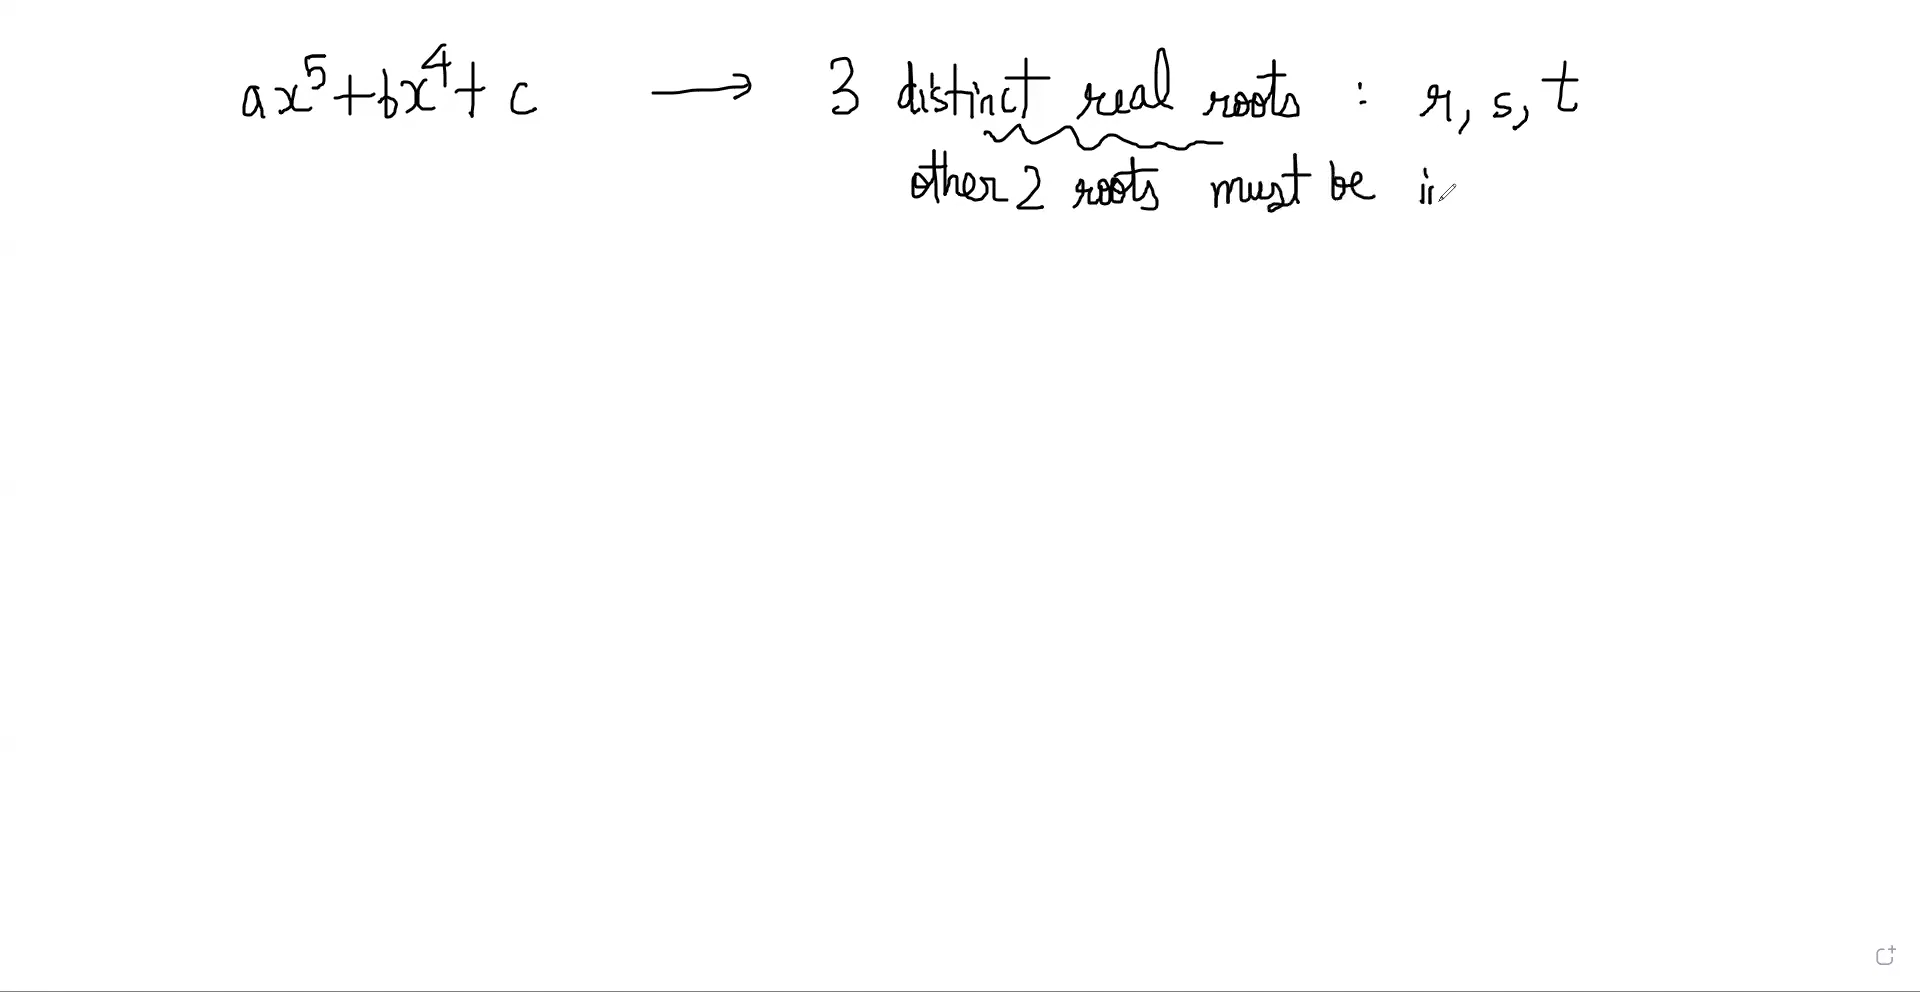 ax⁵+bx⁴+c → 3 distinct real roots : r, s, t
other 2 roots must be